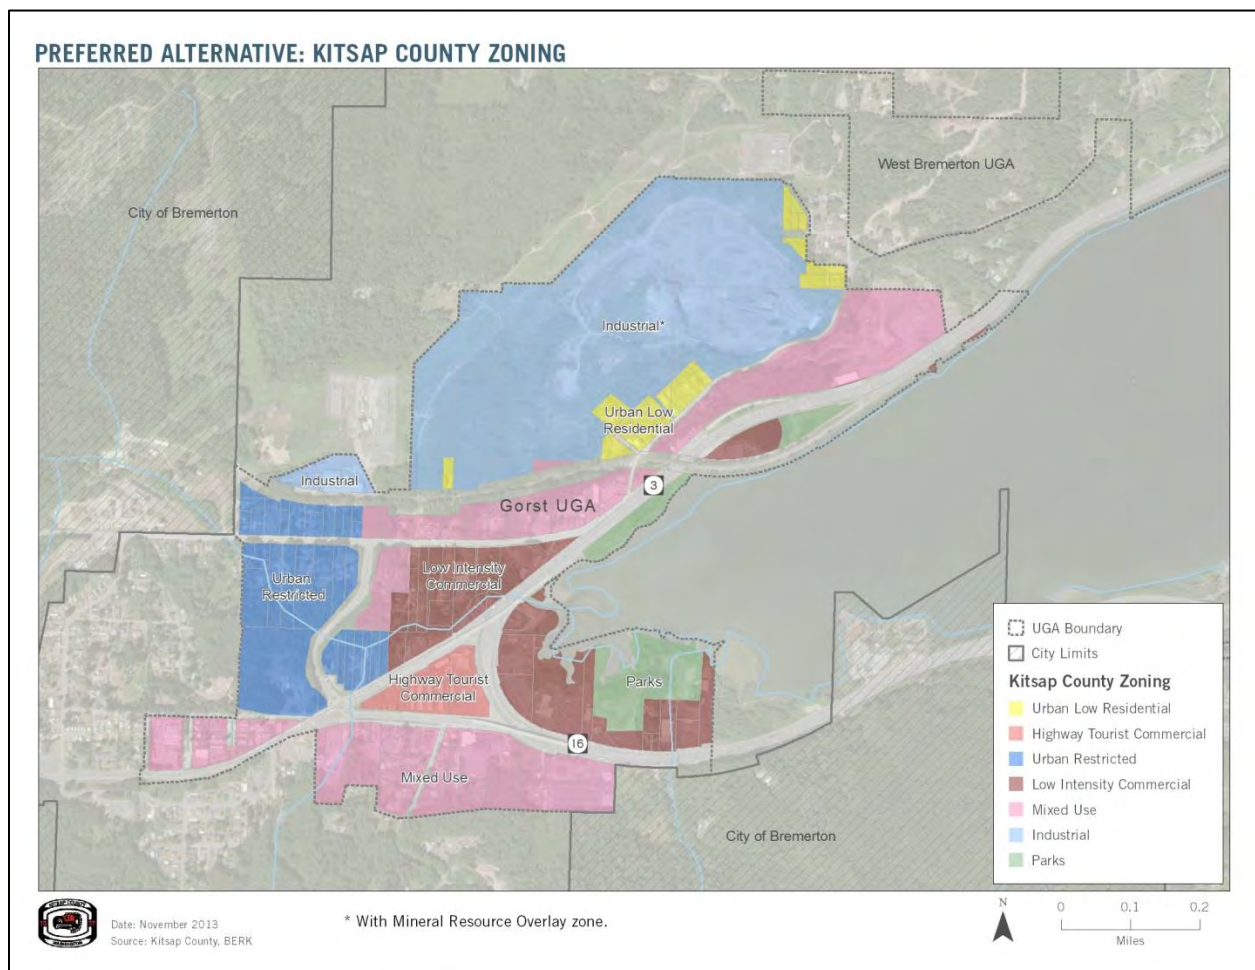 PREFERRED ALTERNATIVE: KITSAP COUNTY ZONING
West Bremerton UGA
City of Bremerton
Industrial*
Urban Low
Residential
Industrial
3
Gorst UGA
Low Intensity
Commercial
Urban
Restricted
Highway Tourist
Commercial
Parks
16
Mixed Use
City of Bremerton
UGA Boundary
City Limits
Kitsap County Zoning
Urban Low Residential
Highway Tourist Commercial
Urban Restricted
Low Intensity Commercial
Mixed Use
Industrial
Parks
Date: November 2013
Source: Kitsap County, BERK
* With Mineral Resource Overlay zone.
N
0 0.1 0.2
Miles